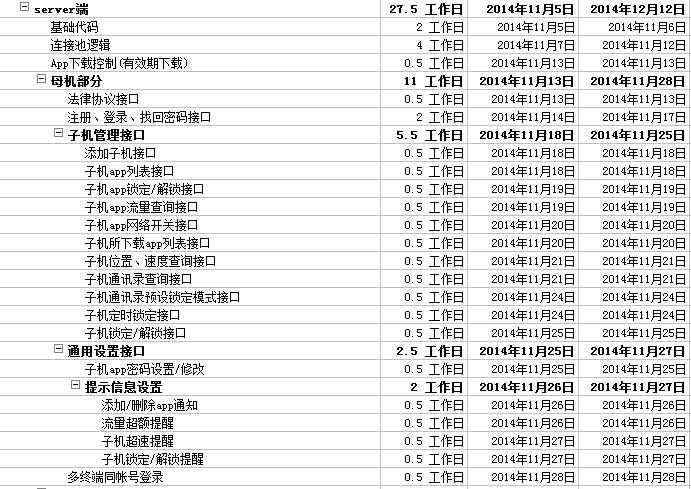 server端 27.5 工作日 2014年11月5日 2014年12月12日
基础代码 2 工作日 2014年11月5日 2014年11月6日
连接池逻辑 4 工作日 2014年11月7日 2014年11月12日
App下载控制(有效期下载) 0.5 工作日 2014年11月13日 2014年11月13日
母机部分 11 工作日 2014年11月13日 2014年11月28日
法律协议接口 0.5 工作日 2014年11月13日 2014年11月13日
注册、登录、找回密码接口 2 工作日 2014年11月14日 2014年11月17日
子机管理接口 5.5 工作日 2014年11月18日 2014年11月25日
添加子机接口 0.5 工作日 2014年11月18日 2014年11月18日
子机app列表接口 0.5 工作日 2014年11月18日 2014年11月18日
子机app锁定/解锁接口 0.5 工作日 2014年11月19日 2014年11月19日
子机app流量查询接口 0.5 工作日 2014年11月19日 2014年11月19日
子机app网络开关接口 0.5 工作日 2014年11月20日 2014年11月20日
子机所下载app列表接口 0.5 工作日 2014年11月20日 2014年11月20日
子机位置、速度查询接口 0.5 工作日 2014年11月21日 2014年11月21日
子机通讯录查询接口 0.5 工作日 2014年11月21日 2014年11月21日
子机通讯录预设锁定模式接口 0.5 工作日 2014年11月24日 2014年11月24日
子机定时锁定接口 0.5 工作日 2014年11月24日 2014年11月24日
子机锁定/解锁接口 0.5 工作日 2014年11月25日 2014年11月25日
通用设置接口 2.5 工作日 2014年11月25日 2014年11月27日
子机app密码设置/修改 0.5 工作日 2014年11月25日 2014年11月25日
提示信息设置 2 工作日 2014年11月26日 2014年11月27日
添加/删除app通知 0.5 工作日 2014年11月26日 2014年11月26日
流量超额提醒 0.5 工作日 2014年11月26日 2014年11月26日
子机超速提醒 0.5 工作日 2014年11月27日 2014年11月27日
子机锁定/解锁提醒 0.5 工作日 2014年11月27日 2014年11月27日
多终端同帐号登录 0.5 工作日 2014年11月28日 2014年11月28日